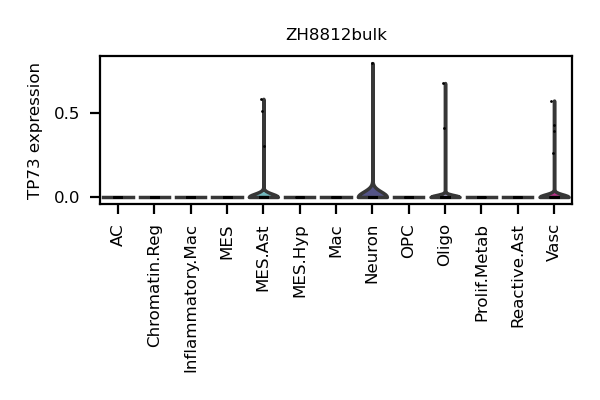 ZH8812bulk
TP73 expression
0.5
0.0
AC
Chromatin.Reg
Inflammatory.Mac
MES
MES.Ast
MES.Hyp
Mac
Neuron
OPC
Oligo
Prolif.Metab
Reactive.Ast
Vasc